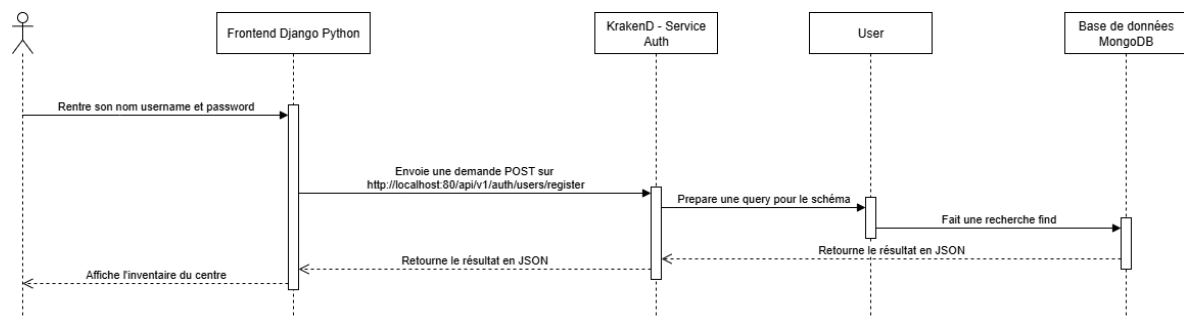 Frontend Django Python
KrakenD - Service
Auth
User
Base de données
MongoDB
Rentre son nom username et password
Envoie une demande POST sur
http://localhost:80/api/v1/auth/users/register
Prepare une query pour le schéma
Fait une recherche find
Retourne le résultat en JSON
Retourne le résultat en JSON
Affiche l'inventaire du centre